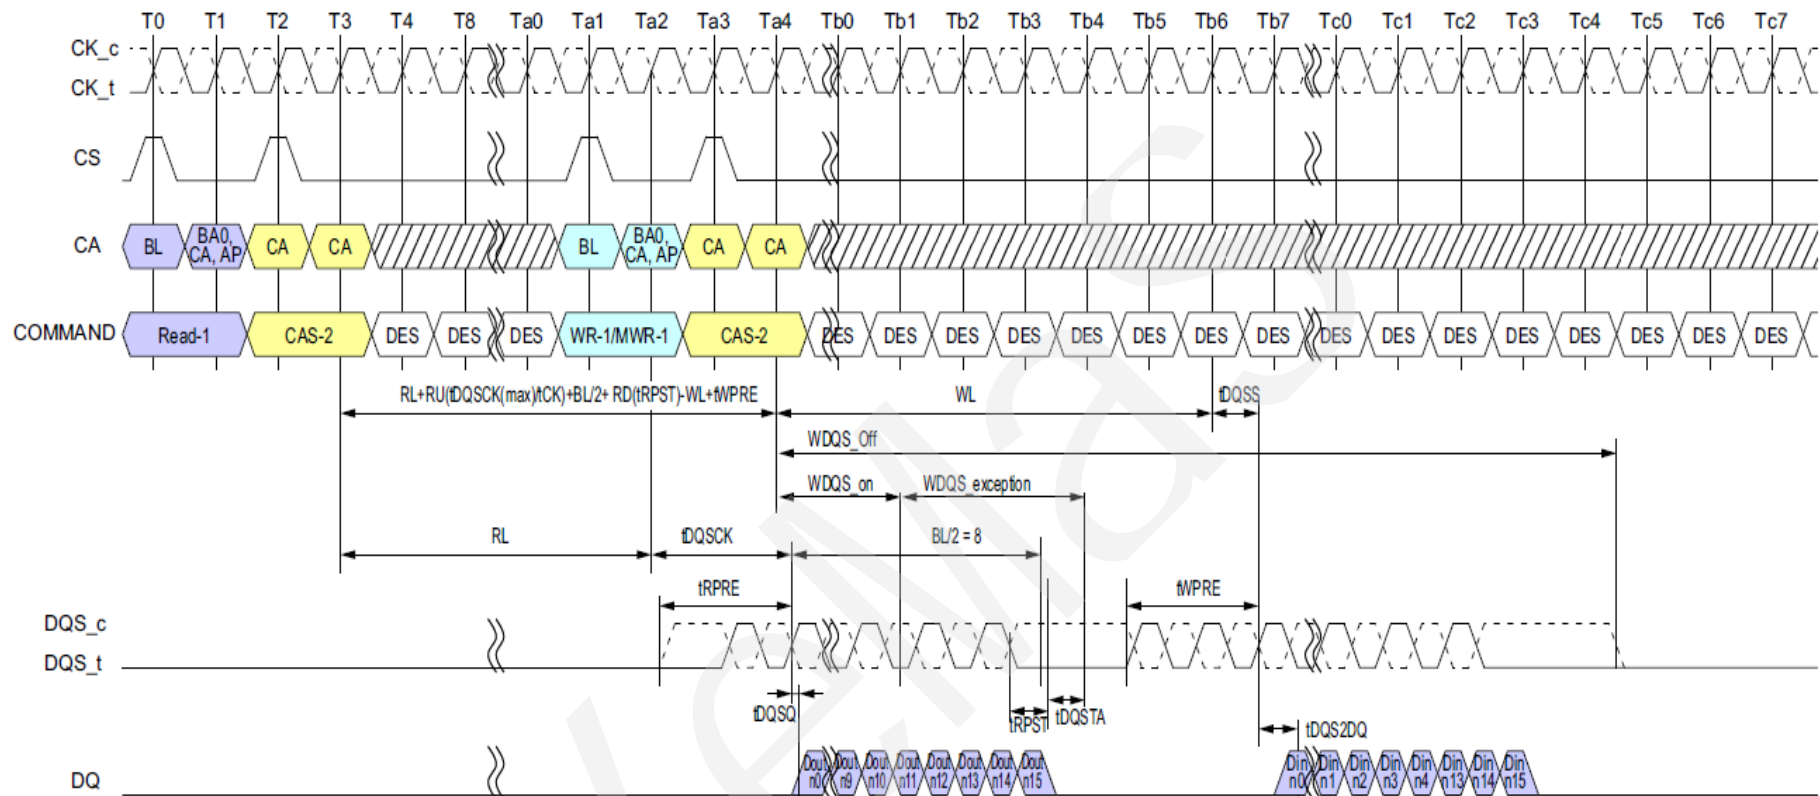 T0 T1 T2 T3 T4 T8 Ta0 Ta1 Ta2 Ta3 Ta4 Tb0 Tb1 Tb2 Tb3 Tb4 Tb5 Tb6 Tb7 Tc0 Tc1 Tc2 Tc3 Tc4 Tc5 Tc6 Tc7
CK_c
CK_t
CS
CA BL BA0, CA, AP CA CA BL BA0, CA, AP CA CA
COMMAND Read-1 CAS-2 DES DES DES WR-1/MWR-1 CAS-2 DES DES DES DES DES DES DES DES DES DES DES DES DES DES DES DES
RL+RU(tDQSCK(max)/tCK)+BL/2+ RD(tRPST)-WL+tWPRE WL tDQSS
WDQS_Off
WDQS_on WDQS_exception
RL tDQSCK BL/2 = 8
tRPRE tWPRE
DQS_c
DQS_t
tDQSQ tRPST tDQSTA tDQS2DQ
DQ Dout n0 Dout n9 Dout n10 Dout n11 Dout n12 Dout n13 Dout n14 Dout n15 Din n0 Din n1 Din n2 Din n3 Din n4 Din n13 Din n14 Din n15